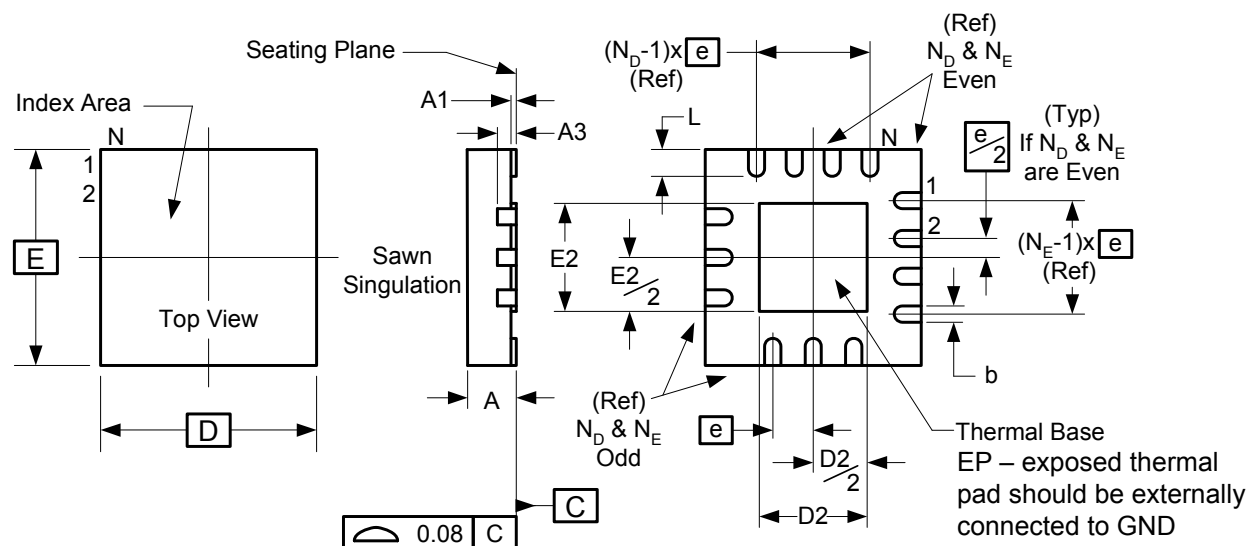 Seating Plane
Index Area
N
1
2
E
Top View
D
A1
A3
Sawn
Singulation
A
0.08 C
C
(N_D-1)x e
(Ref)
L
(Ref)
N_D & N_E
Even
N
e/2
(Typ)
If N_D & N_E
are Even
1
2
(N_E-1)x e
(Ref)
E2
E2/2
b
(Ref)
N_D & N_E
Odd
e
D2/2
D2
Thermal Base
EP – exposed thermal
pad should be externally
connected to GND